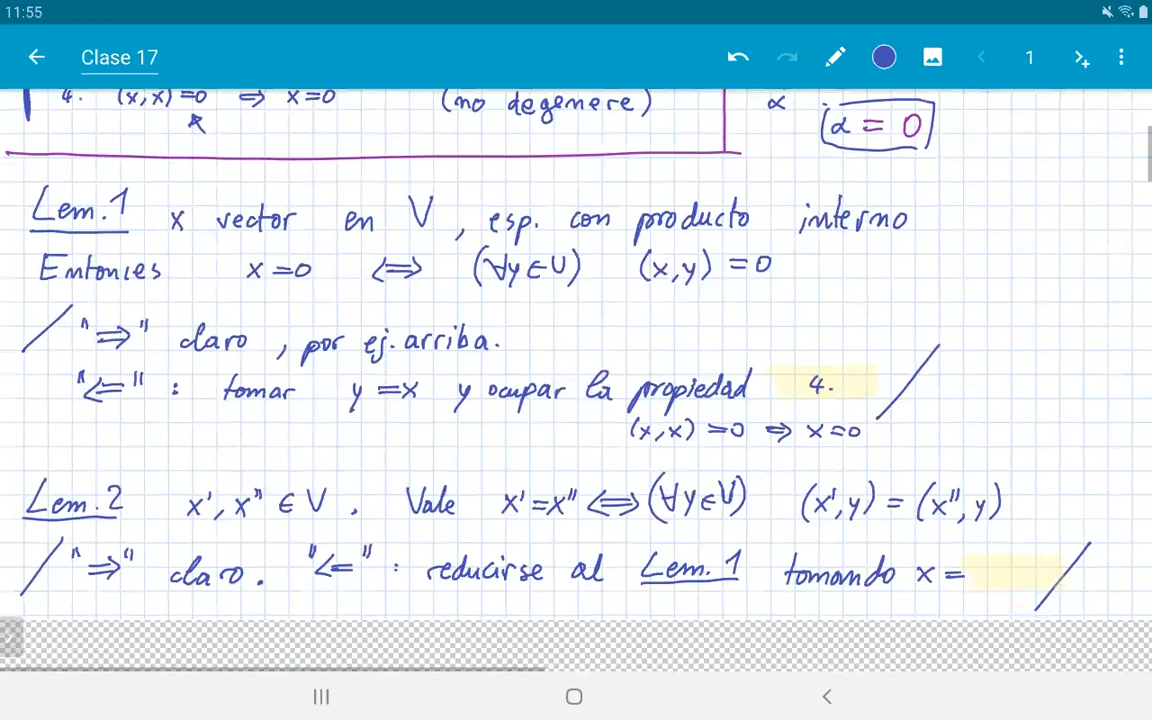 11:55
Clase 17
1
4. (x,x) = 0 ⇒ x = 0 (no degenere) α
α = 0
Lem. 1 x vector en V, esp. con producto interno
Entonces x = 0 ⟺ (∀y∈V) (x,y) = 0
/ "⇒" claro, por ej. arriba.
"⇐" : tomar y = x y ocupar la propiedad 4. /
(x,x) = 0 ⇒ x = 0
Lem. 2 x', x" ∈ V. Vale x' = x" ⟺ (∀y∈V) (x',y) = (x",y)
/ "⇒" claro. "⇐" : reducirse al Lem. 1 tomando x = /